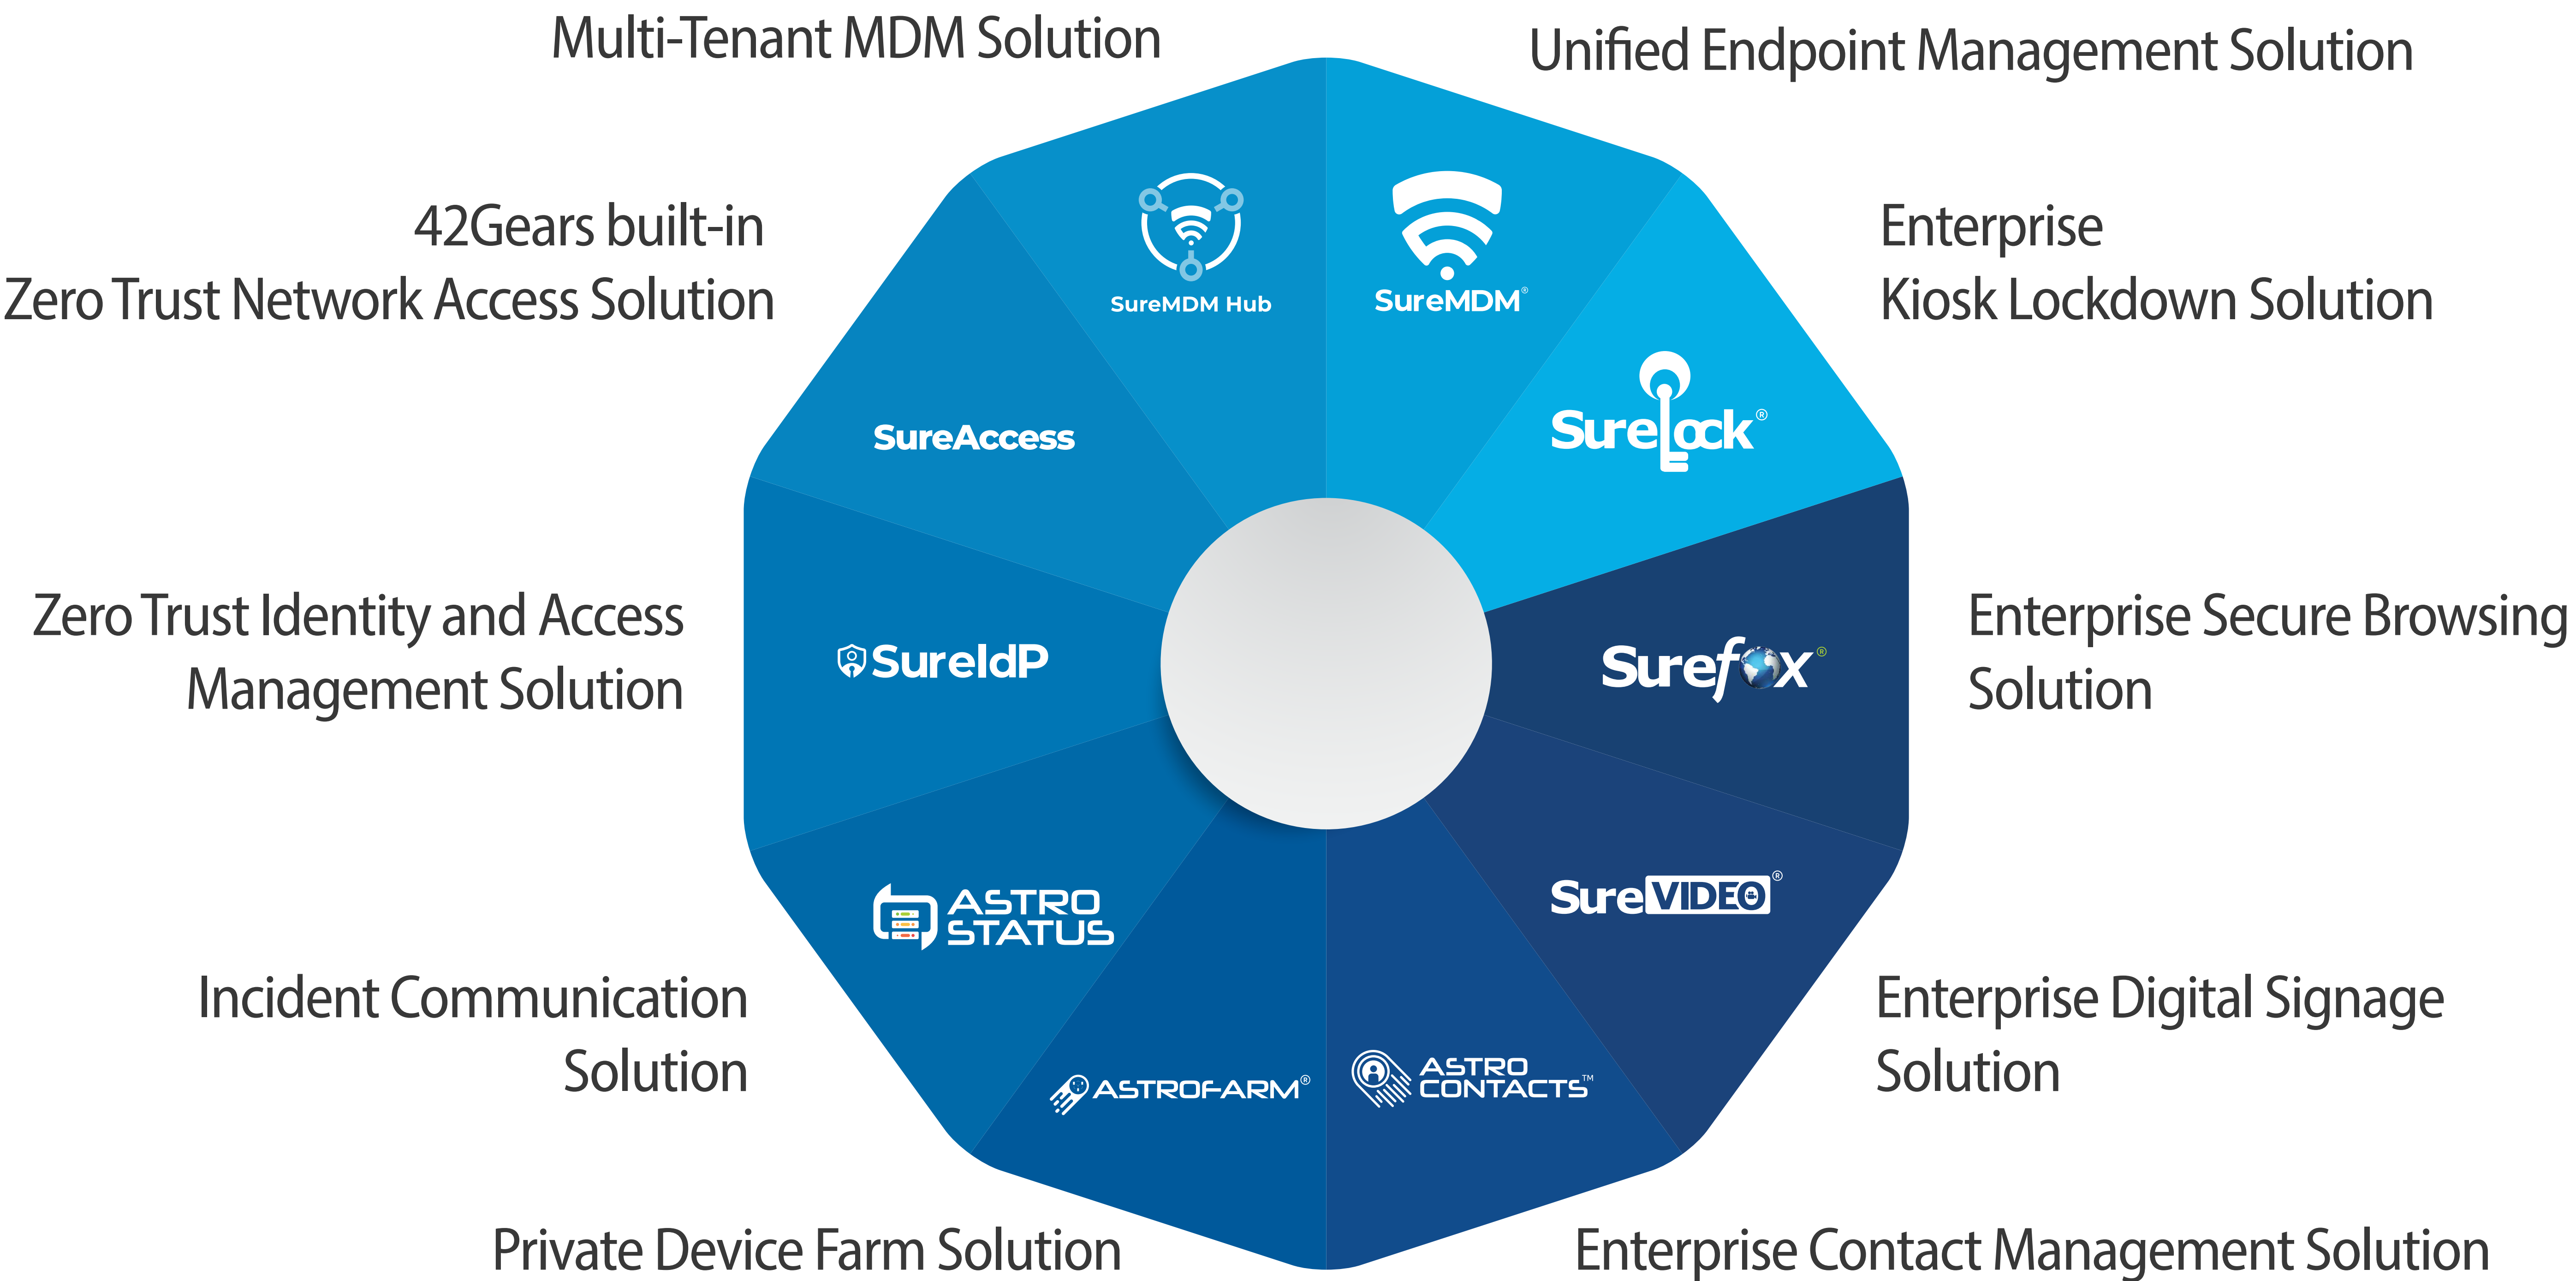 Multi-Tenant MDM Solution
Unified Endpoint Management Solution
42Gears built-in
Zero Trust Network Access Solution
Enterprise
Kiosk Lockdown Solution
SureMDM Hub
SureMDM®
SureAccess
SureLock®
Zero Trust Identity and Access
Management Solution
SureIdP
Surefox®
Enterprise Secure Browsing
Solution
ASTRO
STATUS
SureVIDEO®
Incident Communication
Solution
Enterprise Digital Signage
Solution
ASTROFARM®
ASTRO
CONTACTS™
Private Device Farm Solution
Enterprise Contact Management Solution